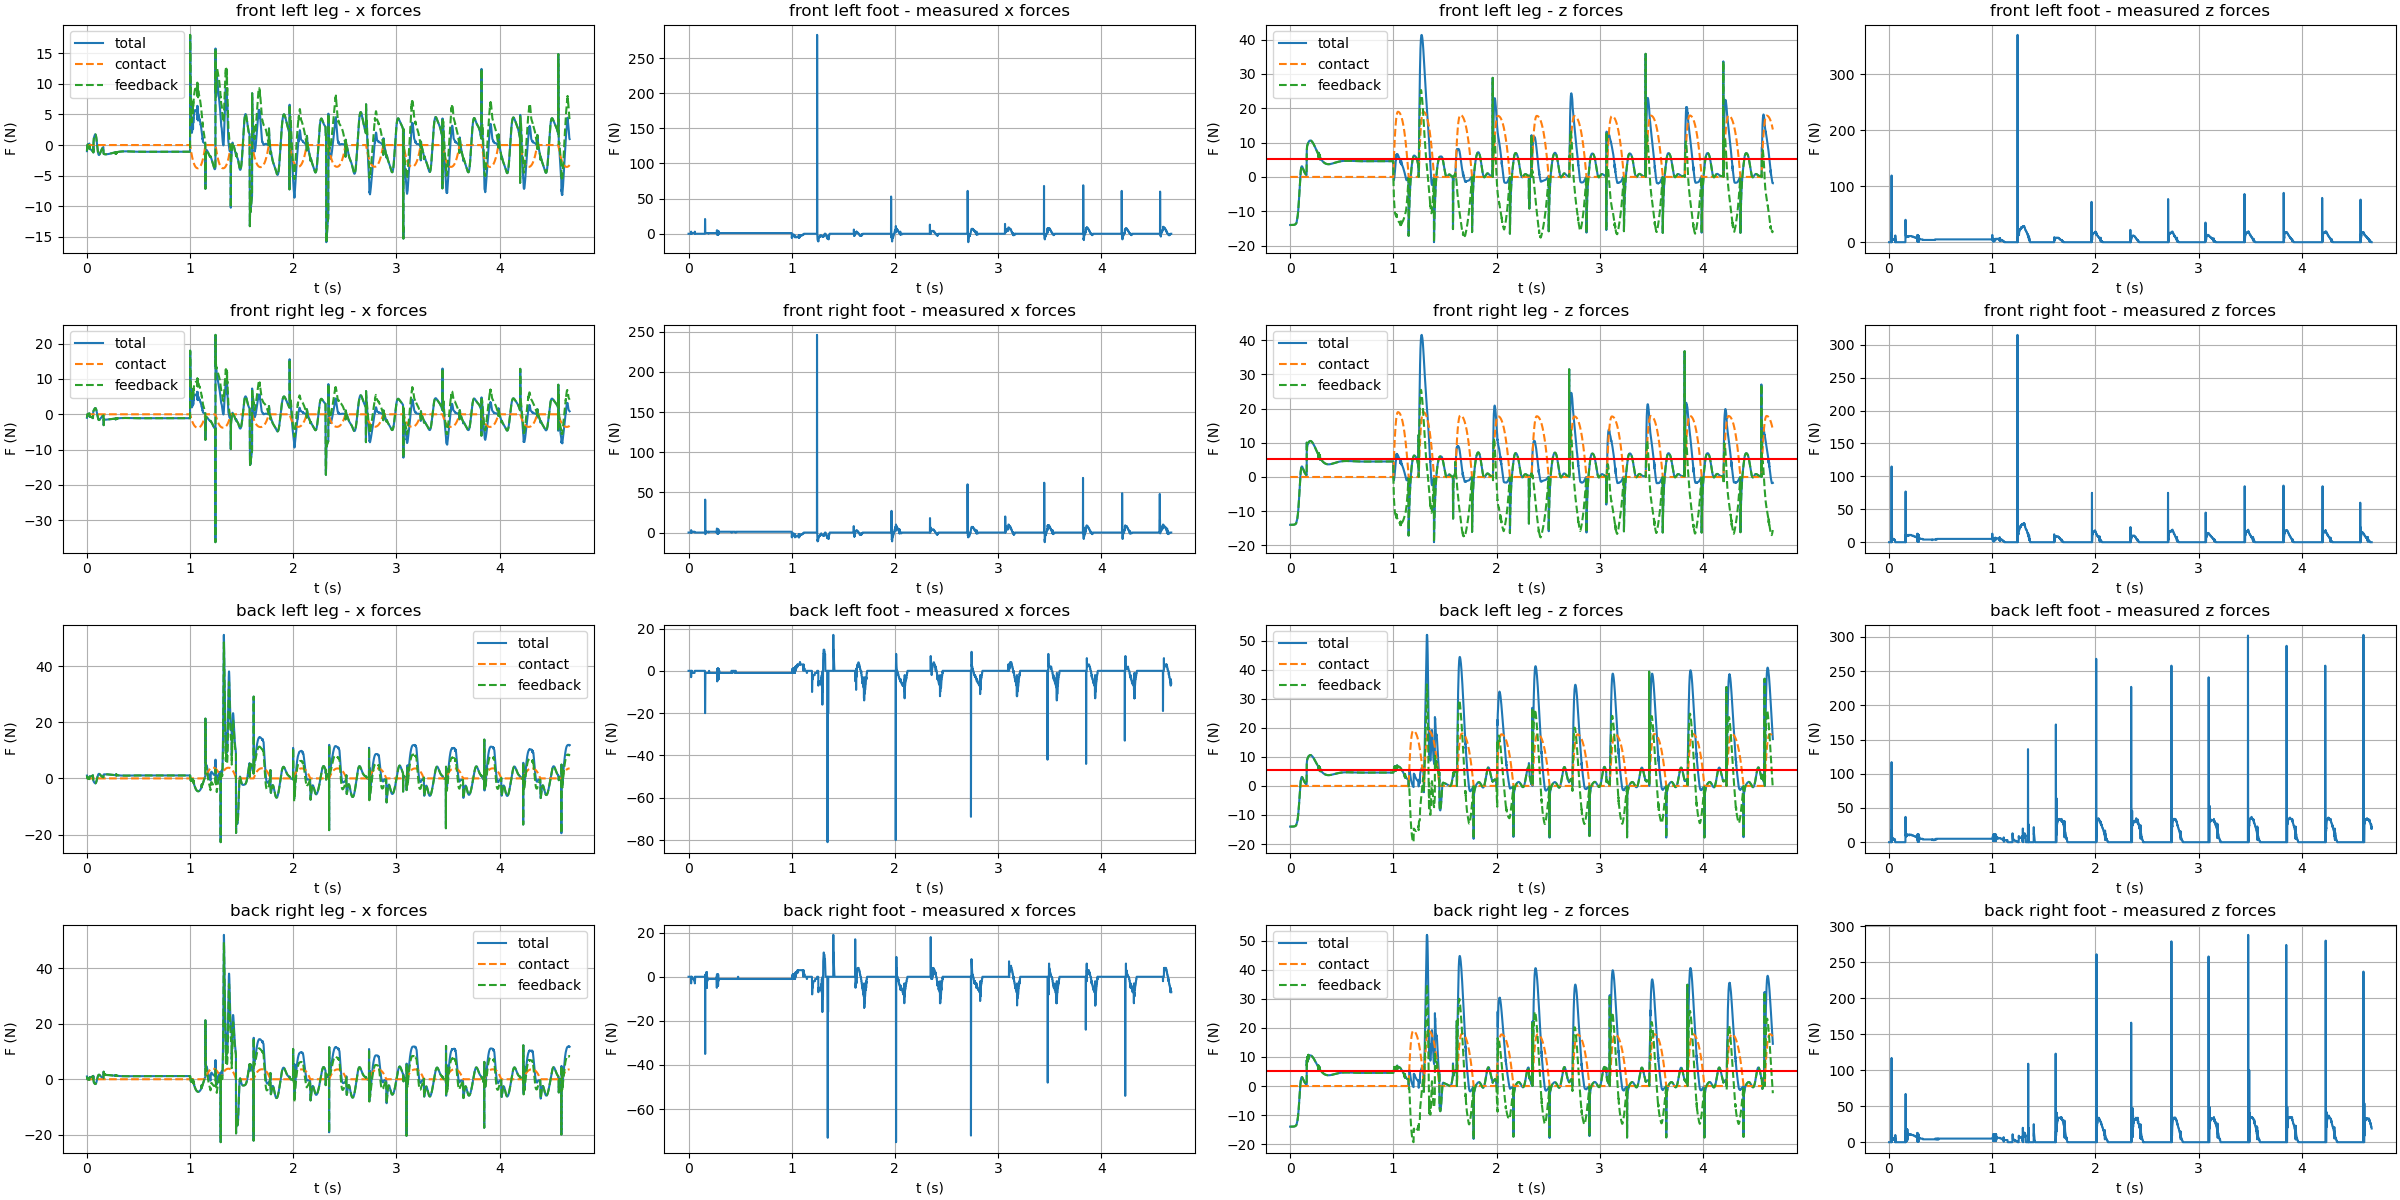 front left leg - x forces
F (N)
15
10
5
0
−5
−10
−15
total
contact
feedback
0 1 2 3 4
t (s)
front left foot - measured x forces
F (N)
250
200
150
100
50
0
0 1 2 3 4
t (s)
front left leg - z forces
F (N)
40
30
20
10
0
−10
−20
total
contact
feedback
0 1 2 3 4
t (s)
front left foot - measured z forces
F (N)
300
200
100
0
0 1 2 3 4
t (s)
front right leg - x forces
F (N)
20
10
0
−10
−20
−30
total
contact
feedback
0 1 2 3 4
t (s)
front right foot - measured x forces
F (N)
250
200
150
100
50
0
0 1 2 3 4
t (s)
front right leg - z forces
F (N)
40
30
20
10
0
−10
−20
total
contact
feedback
0 1 2 3 4
t (s)
front right foot - measured z forces
F (N)
300
250
200
150
100
50
0
0 1 2 3 4
t (s)
back left leg - x forces
F (N)
40
20
0
−20
total
contact
feedback
0 1 2 3 4
t (s)
back left foot - measured x forces
F (N)
20
0
−20
−40
−60
−80
0 1 2 3 4
t (s)
back left leg - z forces
F (N)
50
40
30
20
10
0
−10
−20
total
contact
feedback
0 1 2 3 4
t (s)
back left foot - measured z forces
F (N)
300
250
200
150
100
50
0
0 1 2 3 4
t (s)
back right leg - x forces
F (N)
40
20
0
−20
total
contact
feedback
0 1 2 3 4
t (s)
back right foot - measured x forces
F (N)
20
0
−20
−40
−60
0 1 2 3 4
t (s)
back right leg - z forces
F (N)
50
40
30
20
10
0
−10
−20
total
contact
feedback
0 1 2 3 4
t (s)
back right foot - measured z forces
F (N)
300
250
200
150
100
50
0
0 1 2 3 4
t (s)